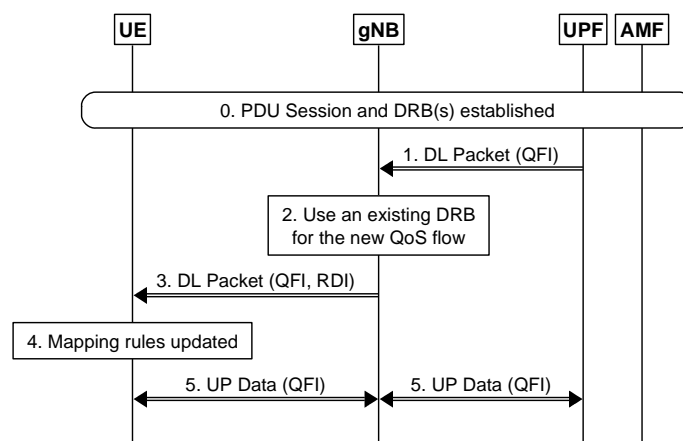 UE
gNB
UPF
AMF
0. PDU Session and DRB(s) established
1. DL Packet (QFI)
2. Use an existing DRB
for the new QoS flow
3. DL Packet (QFI, RDI)
4. Mapping rules updated
5. UP Data (QFI)
5. UP Data (QFI)